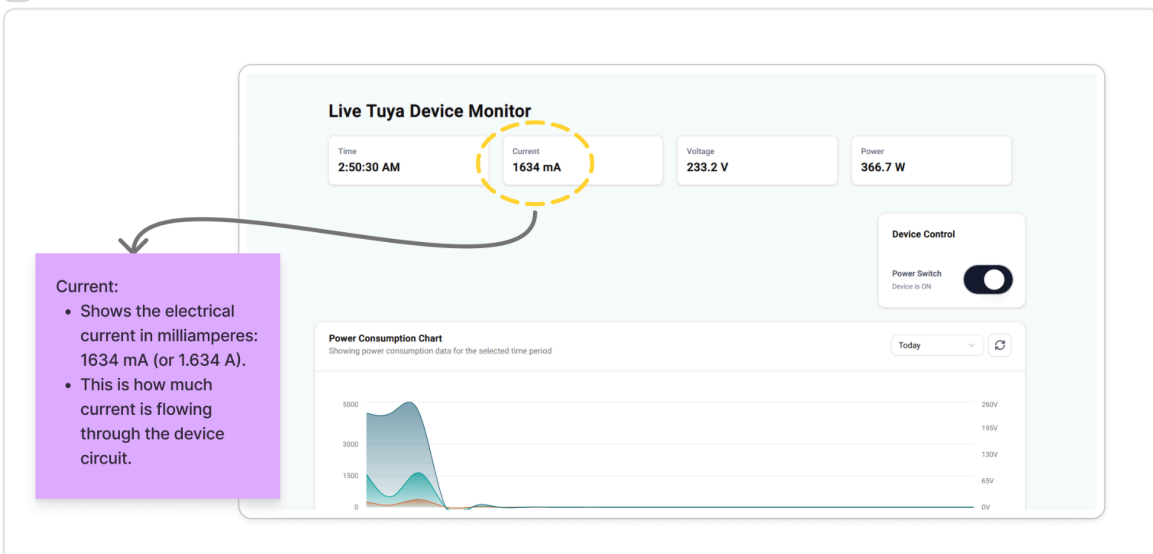 Live Tuya Device Monitor
Time
2:50:30 AM
Current
1634 mA
Voltage
233.2 V
Power
366.7 W
Device Control
Power Switch
Device is ON
Current:
• Shows the electrical
current in milliamperes:
1634 mA (or 1.634 A).
• This is how much
current is flowing
through the device
circuit.
Power Consumption Chart
Showing power consumption data for the selected time period
Today
5000
3000
1500
0
260V
195V
130V
65V
0V